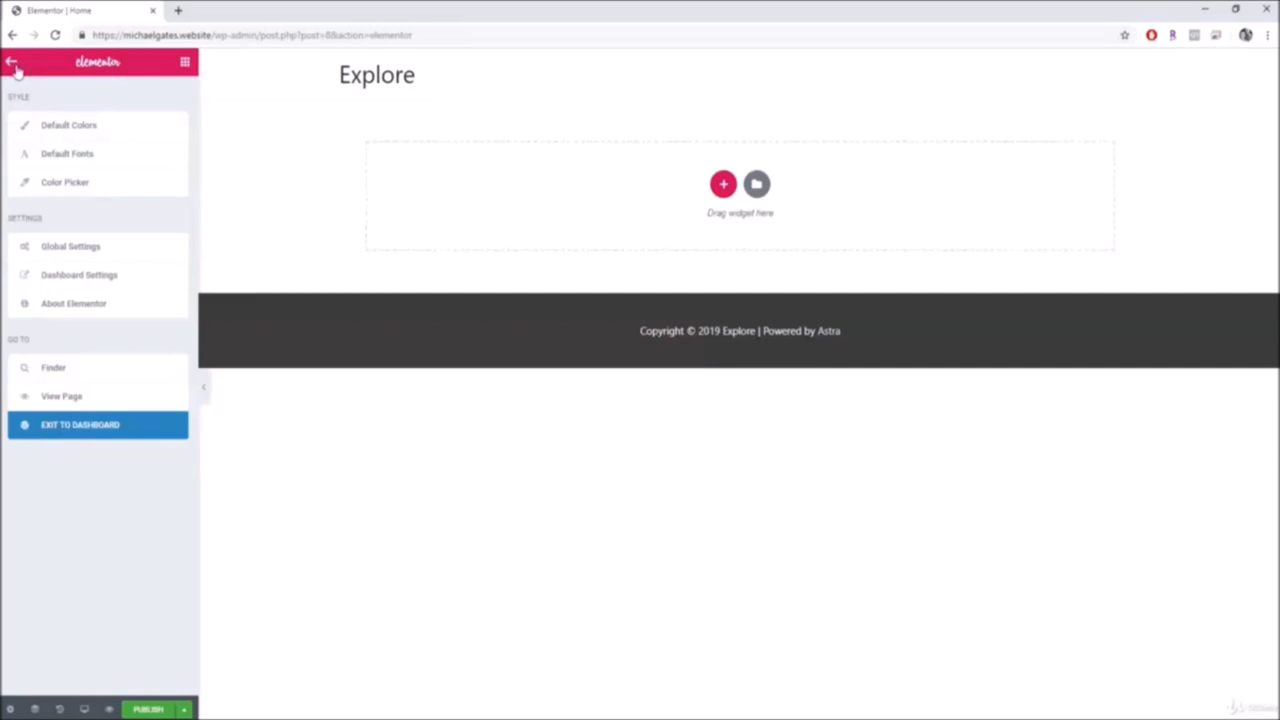 Elementor | Home
https://michaelgates.website/wp-admin/post.php?post=8&action=elementor
elementor
STYLE
Default Colors
Default Fonts
Color Picker
SETTINGS
Global Settings
Dashboard Settings
About Elementor
GO TO
Finder
View Page
EXIT TO DASHBOARD
PUBLISH
Explore
Drag widget here
Copyright © 2019 Explore | Powered by Astra